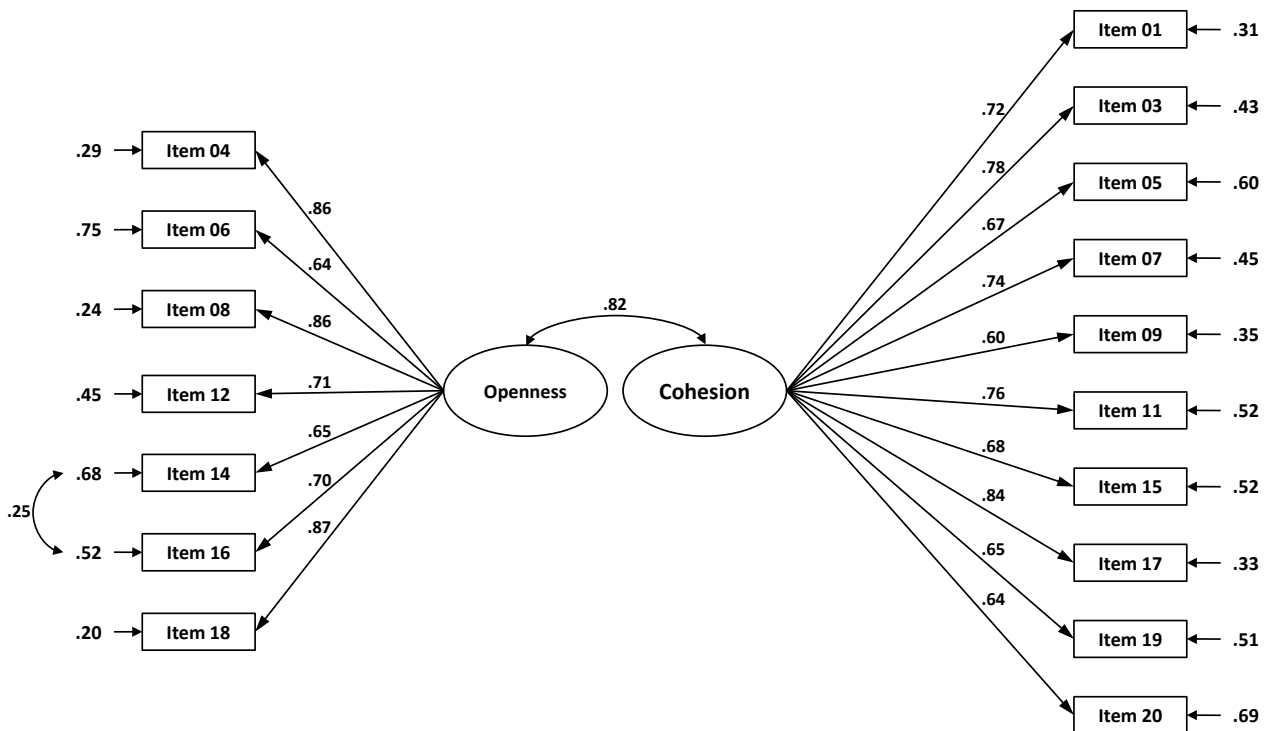 Item 01
.31
.72
Item 03
.43
.78
Item 05
.60
.67
Item 07
.45
.74
Item 09
.35
.60
Item 11
.52
.76
Item 15
.52
.68
Item 17
.33
.84
Item 19
.51
.65
Item 20
.69
.64
.29
Item 04
.86
.75
Item 06
.64
.24
Item 08
.86
.45
Item 12
.71
.68
Item 14
.65
.25
.52
Item 16
.70
.20
Item 18
.87
.82
Openness
Cohesion